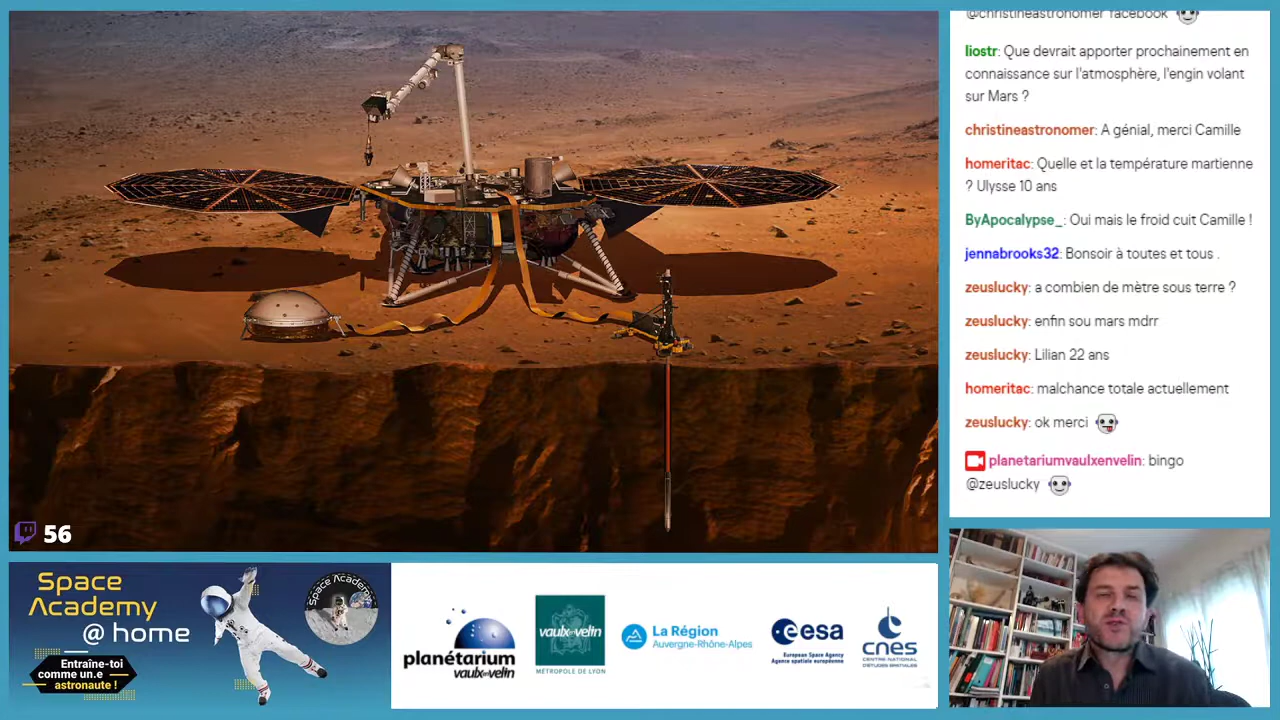 @christineastronomer facebook
liostr: Que devrait apporter prochainement en
connaissance sur l'atmosphère, l'engin volant
sur Mars ?
christineastronomer: A génial, merci Camille
homeritac: Quelle et la température martienne
? Ulysse 10 ans
ByApocalypse_: Oui mais le froid cuit Camille !
jennabrooks32: Bonsoir à toutes et tous .
zeuslucky: a combien de mètre sous terre ?
zeuslucky: enfin sou mars mdrr
zeuslucky: Lilian 22 ans
homeritac: malchance totale actuellement
zeuslucky: ok merci
planetariumvaulxenvelin: bingo
@zeuslucky
56
Space
Academy
@ home
Entraîne-toi
comme un.e
astronaute !
Space Academy
planétarium
vaulx en velin
vaulx en velin
MÉTROPOLE DE LYON
La Région
Auvergne-Rhône-Alpes
esa
European Space Agency
Agence spatiale européenne
cnes
CENTRE NATIONAL
D'ÉTUDES SPATIALES